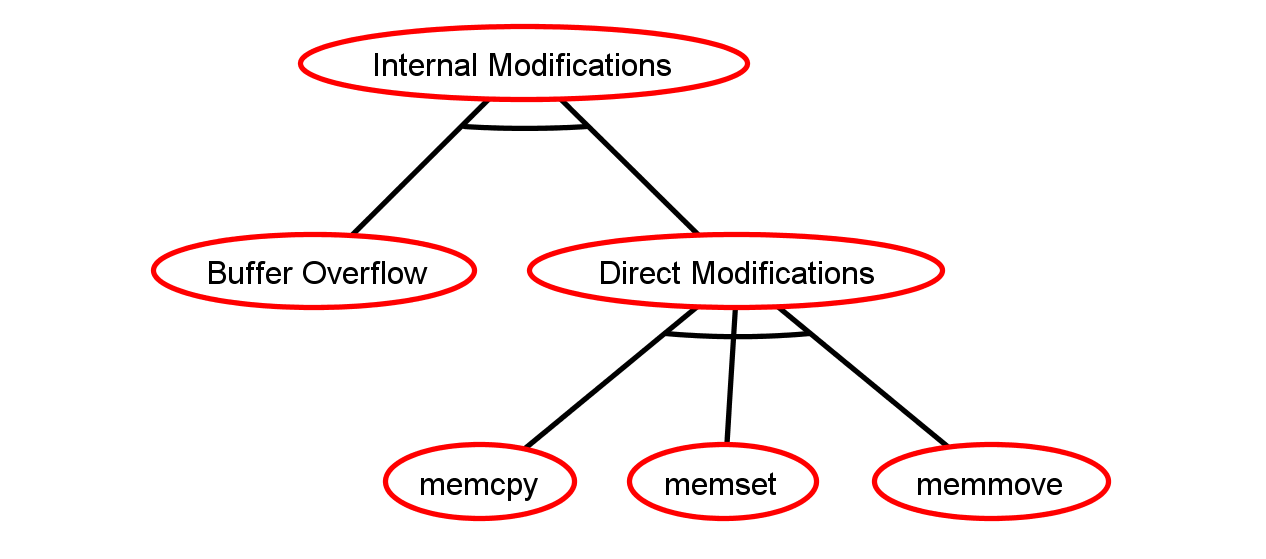 Internal Modifications
Buffer Overflow
Direct Modifications
memcpy
memset
memmove